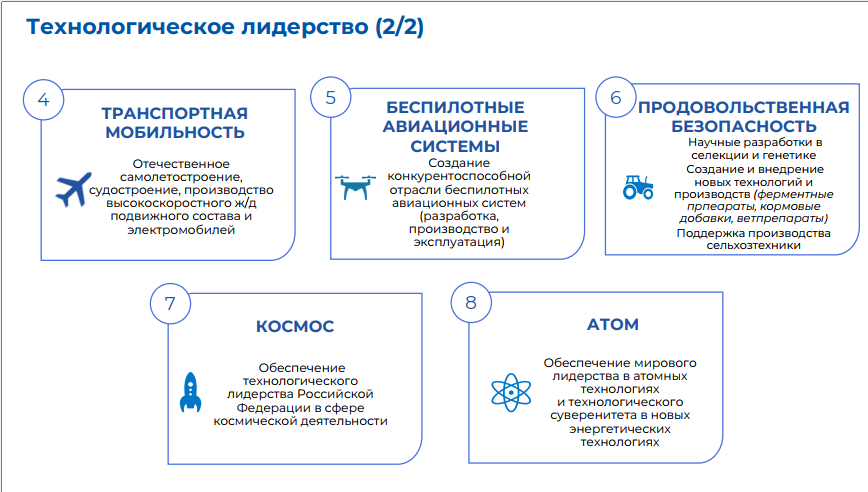 Технологическое лидерство (2/2)
4
ТРАНСПОРТНАЯ
МОБИЛЬНОСТЬ
Отечественное
самолетостроение,
судостроение, производство
высокоскоростного ж/д
подвижного состава и
электромобилей
5
БЕСПИЛОТНЫЕ
АВИАЦИОННЫЕ
СИСТЕМЫ
Создание
конкурентоспособной
отрасли беспилотных
авиационных систем
(разработка,
производство и
эксплуатация)
6
ПРОДОВОЛЬСТВЕННАЯ
БЕЗОПАСНОСТЬ
Научные разработки в
селекции и генетике
Создание и внедрение
новых технологий и
производств (ферментные
прпеараты, кормовые
добавки, ветпрепараты)
Поддержка производства
сельхозтехники
7
КОСМОС
Обеспечение
технологического
лидерства Российской
Федерации в сфере
космической деятельности
8
АТОМ
Обеспечение мирового
лидерства в атомных
технологиях
и технологического
суверенитета в новых
энергетических
технологиях